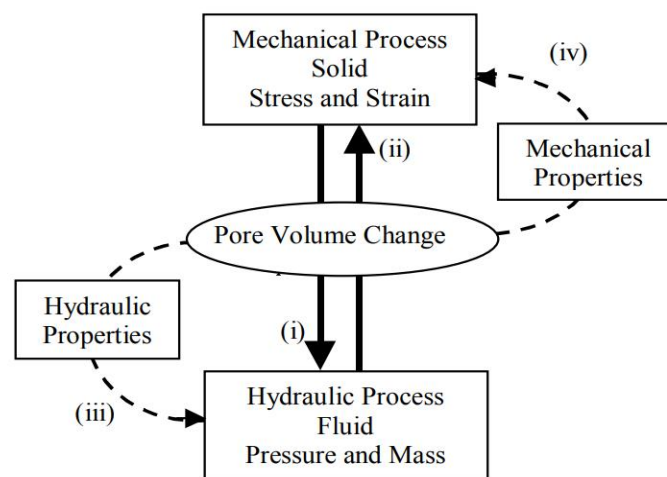 Mechanical Process
Solid
Stress and Strain
(iv)
(ii)
Mechanical
Properties
Pore Volume Change
Hydraulic
Properties
(i)
(iii)
Hydraulic Process
Fluid
Pressure and Mass